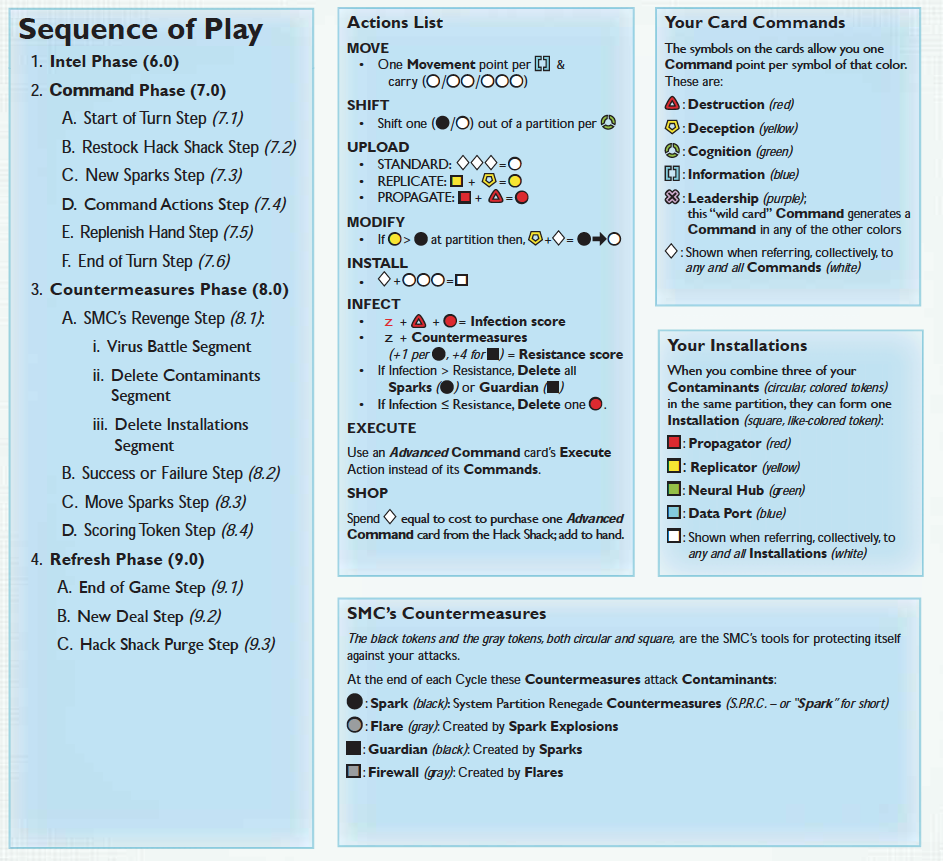 Sequence of Play
1. Intel Phase (6.0)
2. Command Phase (7.0)
A. Start of Turn Step (7.1)
B. Restock Hack Shack Step (7.2)
C. New Sparks Step (7.3)
D. Command Actions Step (7.4)
E. Replenish Hand Step (7.5)
F. End of Turn Step (7.6)
3. Countermeasures Phase (8.0)
A. SMC's Revenge Step (8.1):
i. Virus Battle Segment
ii. Delete Contaminants
Segment
iii. Delete Installations
Segment
B. Success or Failure Step (8.2)
C. Move Sparks Step (8.3)
D. Scoring Token Step (8.4)
4. Refresh Phase (9.0)
A. End of Game Step (9.1)
B. New Deal Step (9.2)
C. Hack Shack Purge Step (9.3)
Actions List
MOVE
• One Movement point per &
carry ( / / )
SHIFT
• Shift one ( / ) out of a partition per
UPLOAD
• STANDARD: =
• REPLICATE: + =
• PROPAGATE: + =
MODIFY
• If > at partition then, + =
INSTALL
• + =
INFECT
• z + + = Infection score
• z + Countermeasures
(+1 per , +4 for ) = Resistance score
• If Infection > Resistance, Delete all
Sparks ( ) or Guardian ( )
• If Infection ≤ Resistance, Delete one .
EXECUTE
Use an Advanced Command card's Execute
Action instead of its Commands.
SHOP
Spend equal to cost to purchase one Advanced
Command card from the Hack Shack; add to hand.
Your Card Commands
The symbols on the cards allow you one
Command point per symbol of that color.
These are:
: Destruction (red)
: Deception (yellow)
: Cognition (green)
: Information (blue)
: Leadership (purple);
this “wild card” Command generates a
Command in any of the other colors
: Shown when referring, collectively, to
any and all Commands (white)
Your Installations
When you combine three of your
Contaminants (circular, colored tokens)
in the same partition, they can form one
Installation (square, like-colored token):
: Propagator (red)
: Replicator (yellow)
: Neural Hub (green)
: Data Port (blue)
: Shown when referring, collectively, to
any and all Installations (white)
SMC's Countermeasures
The black tokens and the gray tokens, both circular and square, are the SMC's tools for protecting itself
against your attacks.
At the end of each Cycle these Countermeasures attack Contaminants:
: Spark (black): System Partition Renegade Countermeasures (S.P.R.C. – or "Spark" for short)
: Flare (gray): Created by Spark Explosions
: Guardian (black): Created by Sparks
: Firewall (gray): Created by Flares